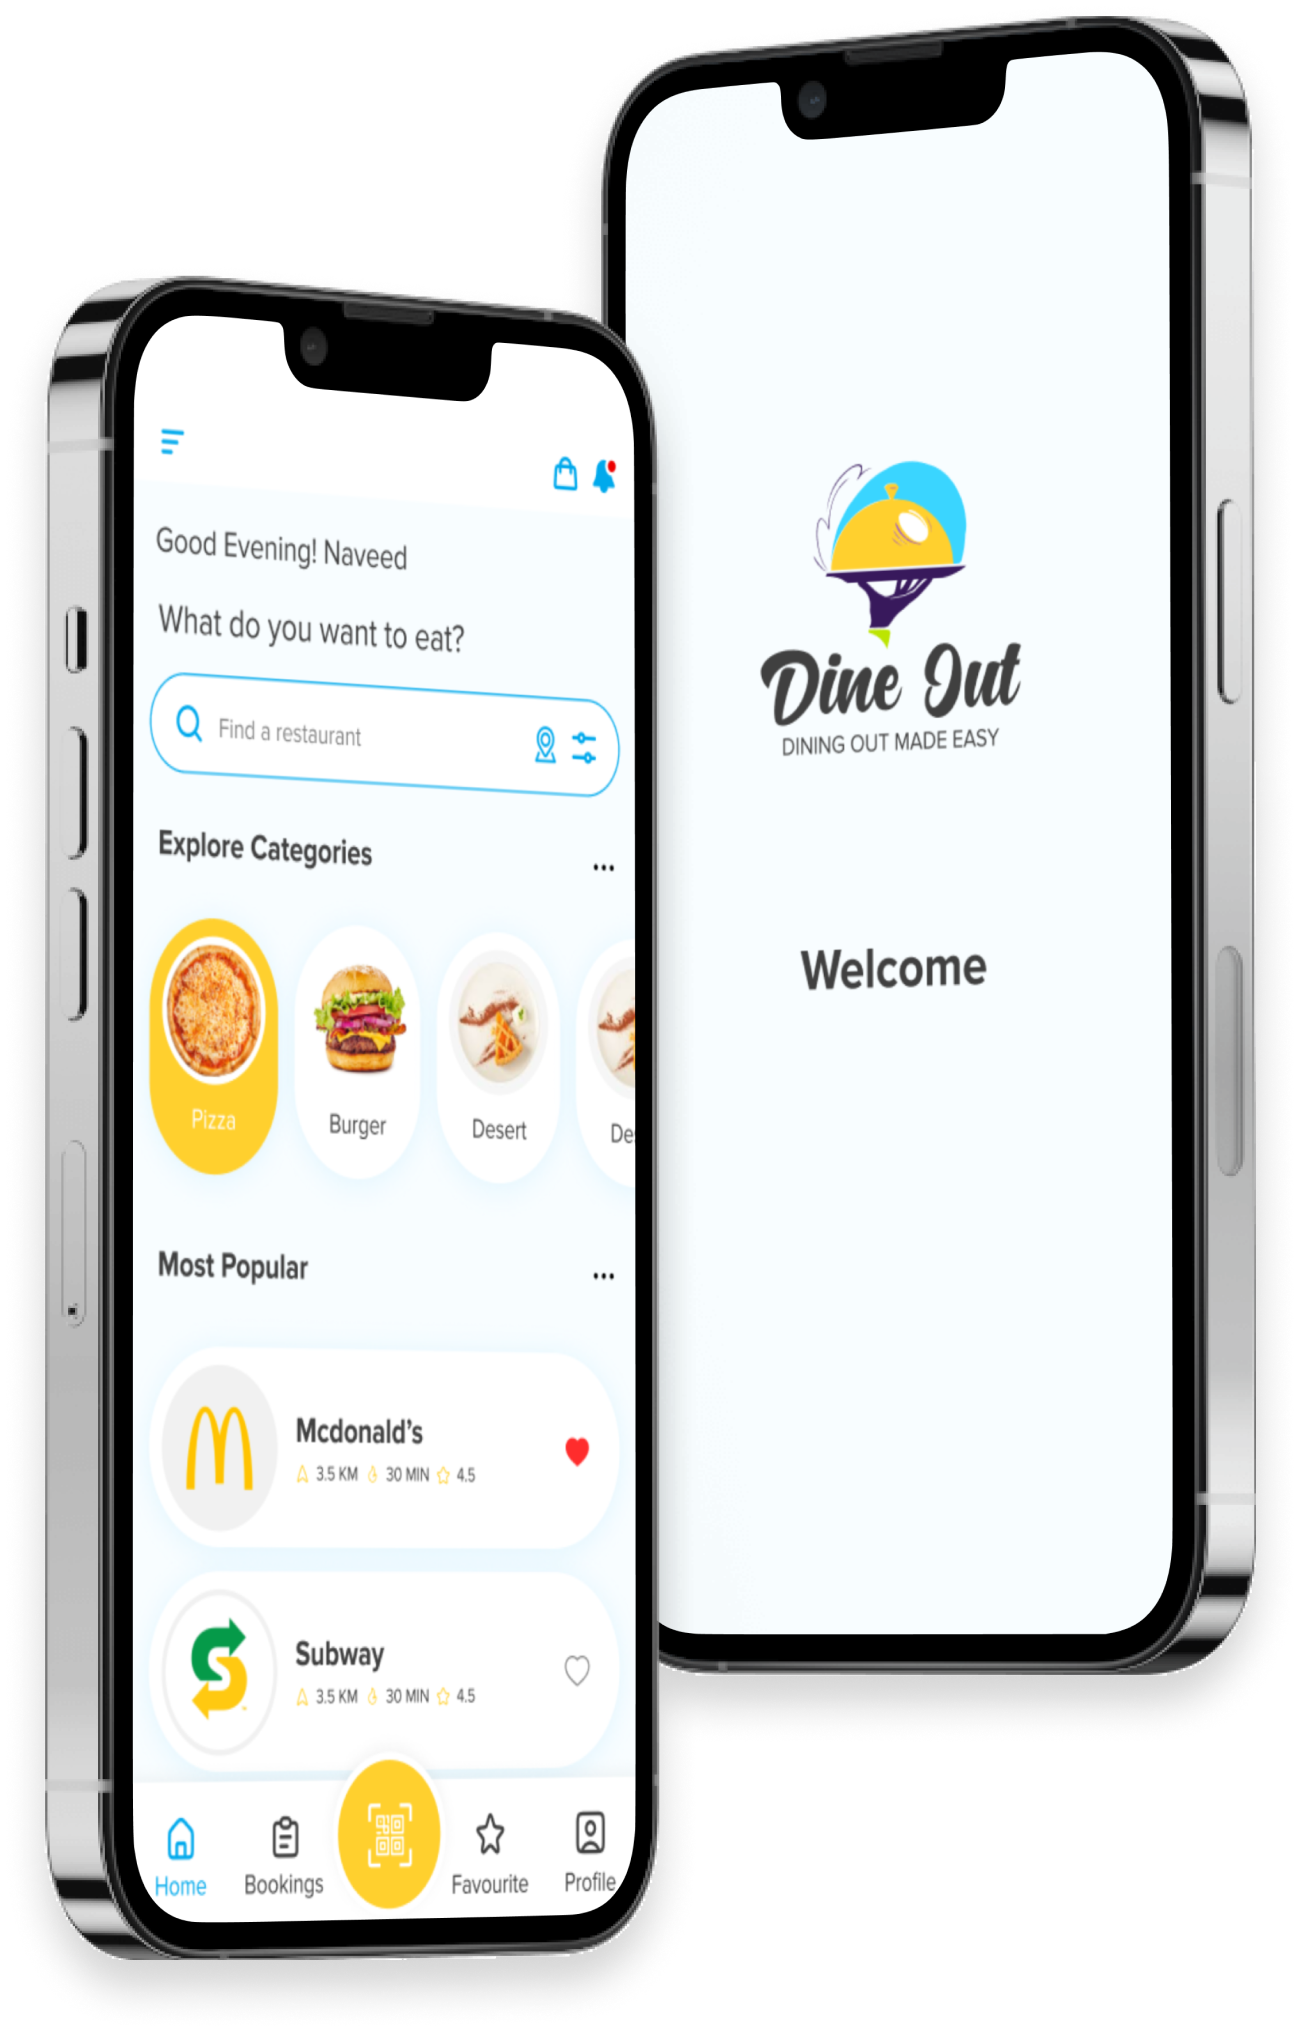 Good Evening! Naveed
What do you want to eat?
Find a restaurant
Explore Categories
...
Pizza
Burger
Desert
Des
Most Popular
...
Mcdonald's
3.5 KM 30 MIN 4.5
Subway
3.5 KM 30 MIN 4.5
Home
Bookings
Favourite
Profile
Dine Out
DINING OUT MADE EASY
Welcome